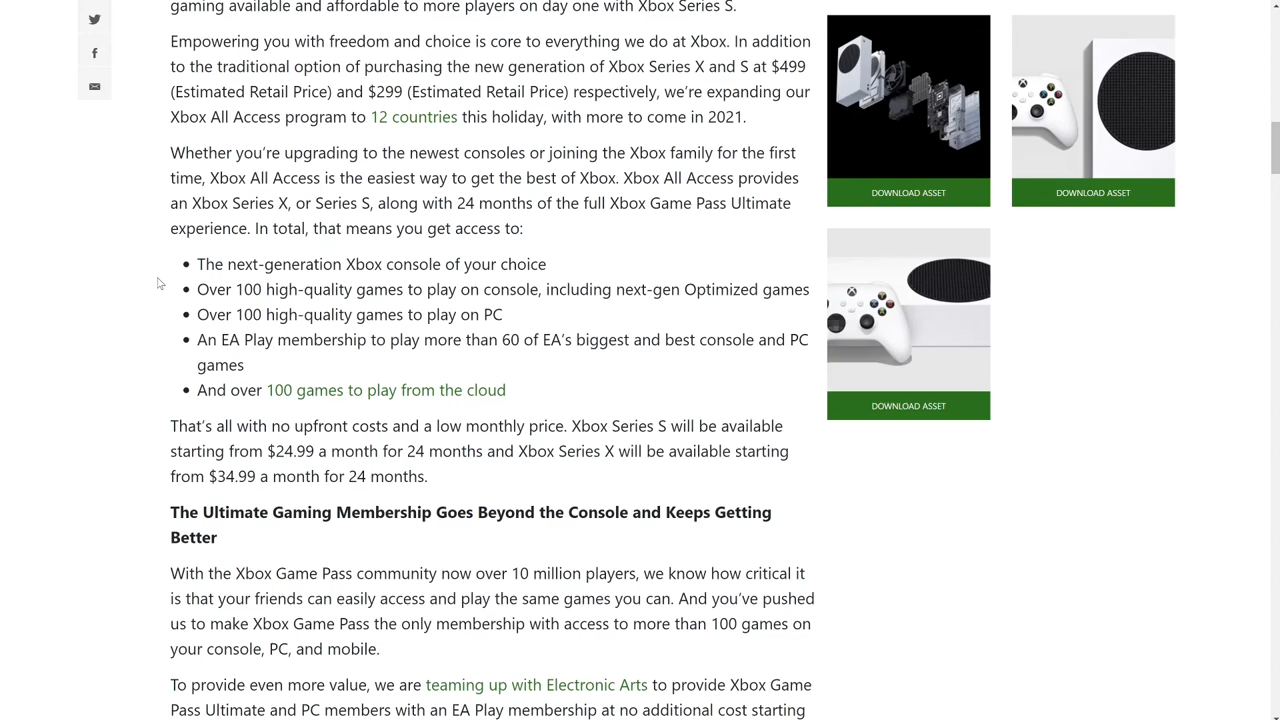 gaming available and affordable to more players on day one with Xbox Series S.
Empowering you with freedom and choice is core to everything we do at Xbox. In addition
to the traditional option of purchasing the new generation of Xbox Series X and S at $499
(Estimated Retail Price) and $299 (Estimated Retail Price) respectively, we’re expanding our
Xbox All Access program to 12 countries this holiday, with more to come in 2021.
Whether you’re upgrading to the newest consoles or joining the Xbox family for the first
time, Xbox All Access is the easiest way to get the best of Xbox. Xbox All Access provides
an Xbox Series X, or Series S, along with 24 months of the full Xbox Game Pass Ultimate
experience. In total, that means you get access to:
The next-generation Xbox console of your choice
Over 100 high-quality games to play on console, including next-gen Optimized games
Over 100 high-quality games to play on PC
An EA Play membership to play more than 60 of EA’s biggest and best console and PC
games
And over 100 games to play from the cloud
That’s all with no upfront costs and a low monthly price. Xbox Series S will be available
starting from $24.99 a month for 24 months and Xbox Series X will be available starting
from $34.99 a month for 24 months.
The Ultimate Gaming Membership Goes Beyond the Console and Keeps Getting
Better
With the Xbox Game Pass community now over 10 million players, we know how critical it
is that your friends can easily access and play the same games you can. And you’ve pushed
us to make Xbox Game Pass the only membership with access to more than 100 games on
your console, PC, and mobile.
To provide even more value, we are teaming up with Electronic Arts to provide Xbox Game
Pass Ultimate and PC members with an EA Play membership at no additional cost starting
DOWNLOAD ASSET
DOWNLOAD ASSET
DOWNLOAD ASSET